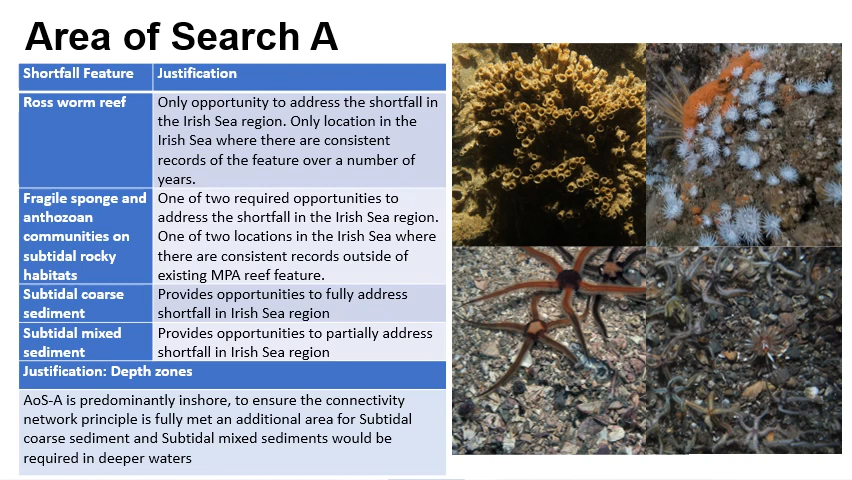 Area of Search A
Shortfall Feature
Justification
Ross worm reef
Only opportunity to address the shortfall in
the Irish Sea region. Only location in the
Irish Sea where there are consistent
records of the feature over a number of
years.
Fragile sponge and
anthozoan
communities on
subtidal rocky
habitats
One of two required opportunities to
address the shortfall in the Irish Sea region.
One of two locations in the Irish Sea where
there are consistent records outside of
existing MPA reef feature.
Subtidal coarse
sediment
Provides opportunities to fully address
shortfall in Irish Sea region
Subtidal mixed
sediment
Provides opportunities to partially address
shortfall in Irish Sea region
Justification: Depth zones
AoS-A is predominantly inshore, to ensure the connectivity
network principle is fully met an additional area for Subtidal
coarse sediment and Subtidal mixed sediments would be
required in deeper waters